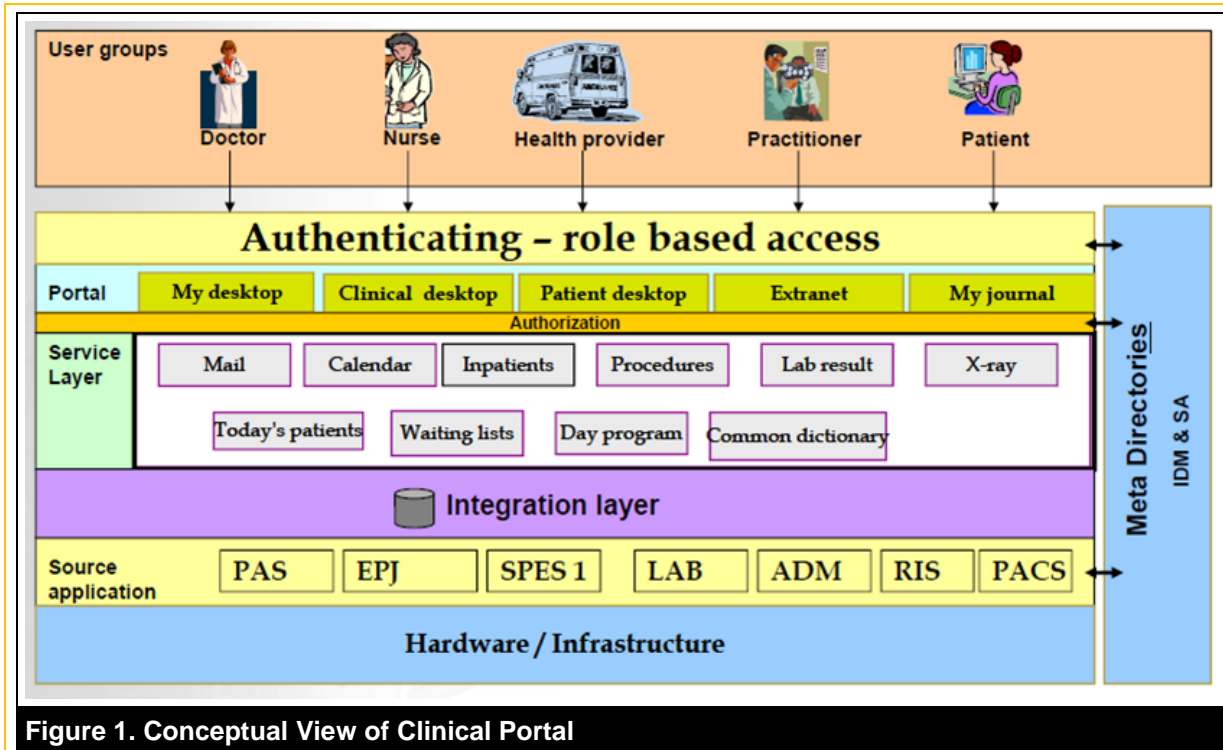 User groups
Doctor
Nurse
Health provider
Practitioner
Patient
Authenticating – role based access
Portal
My desktop
Clinical desktop
Patient desktop
Extranet
My journal
Authorization
Service
Layer
Mail
Calendar
Inpatients
Procedures
Lab result
X-ray
Today's patients
Waiting lists
Day program
Common dictionary
Integration layer
Source
application
PAS
EPJ
SPES 1
LAB
ADM
RIS
PACS
Hardware / Infrastructure
Meta Directories
IDM & SA
Figure 1. Conceptual View of Clinical Portal